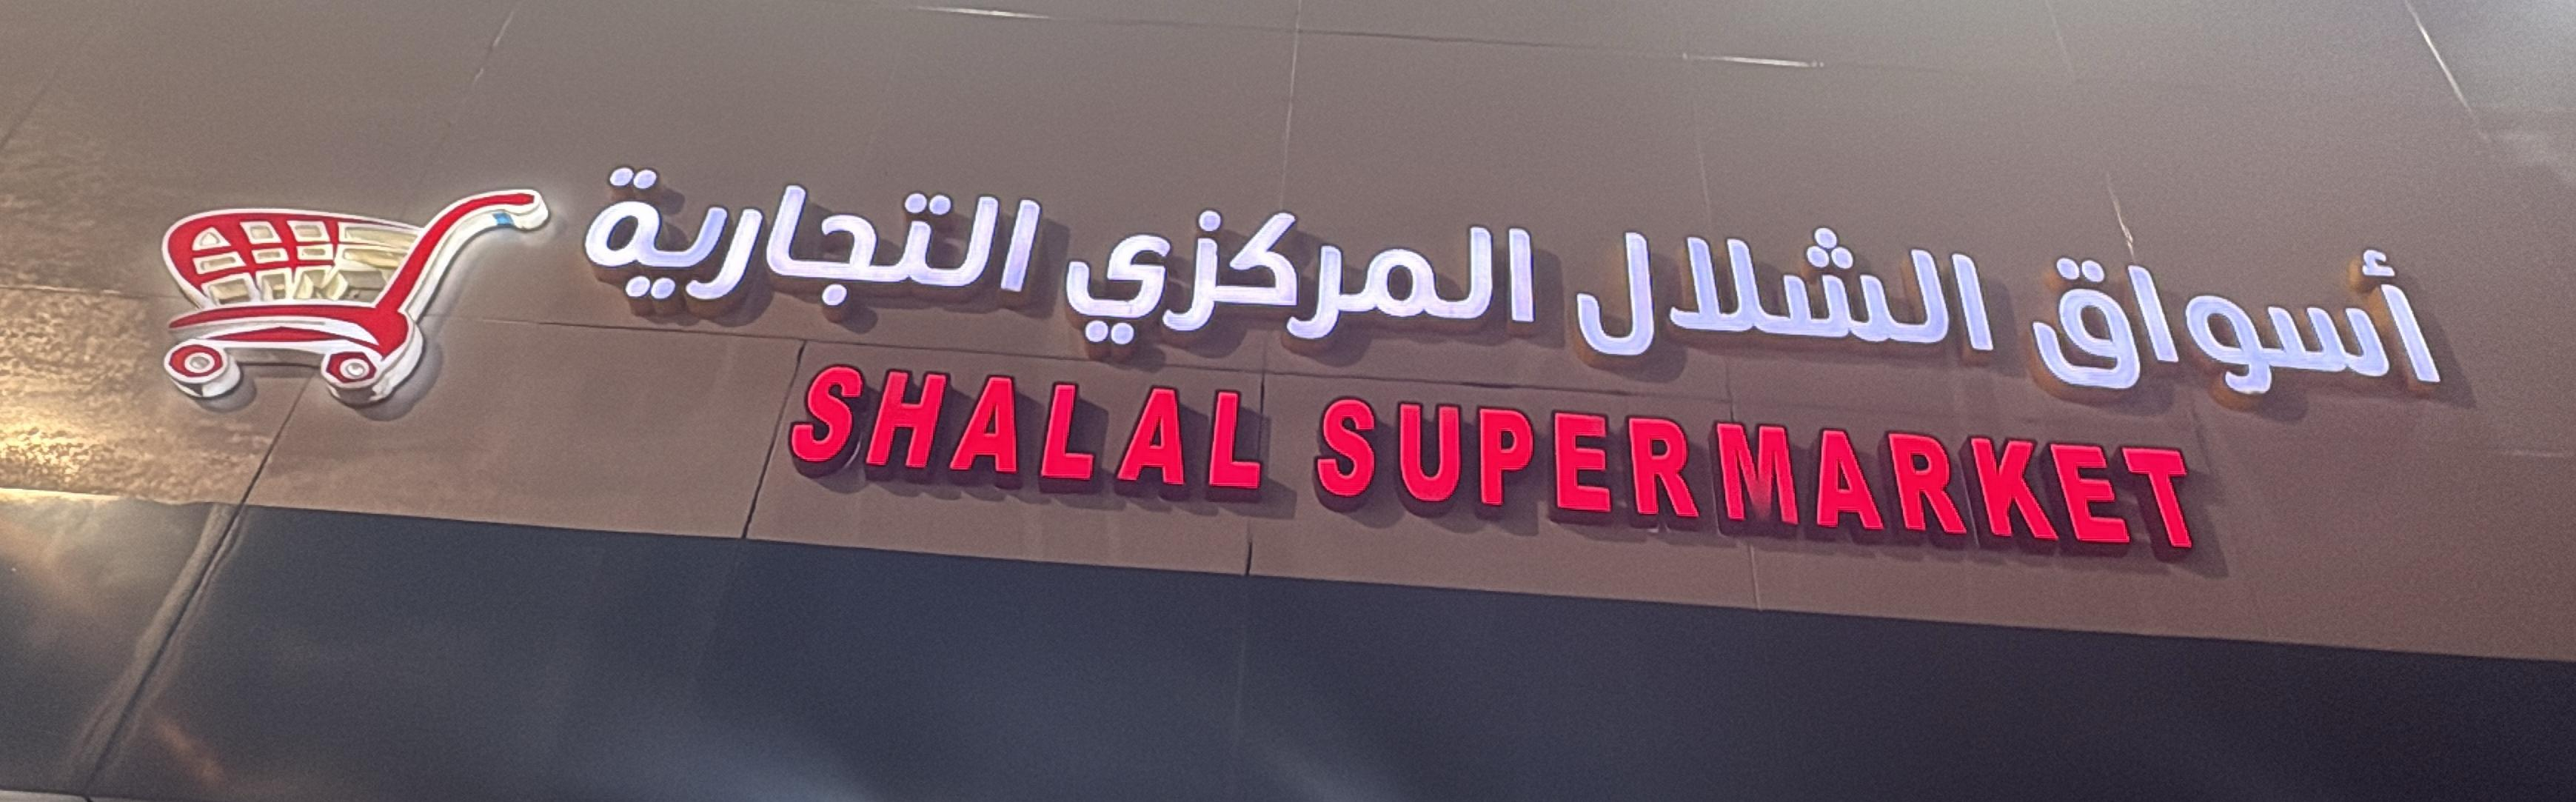 أسواق الشلال المركزي التجارية
SHALAL SUPERMARKET